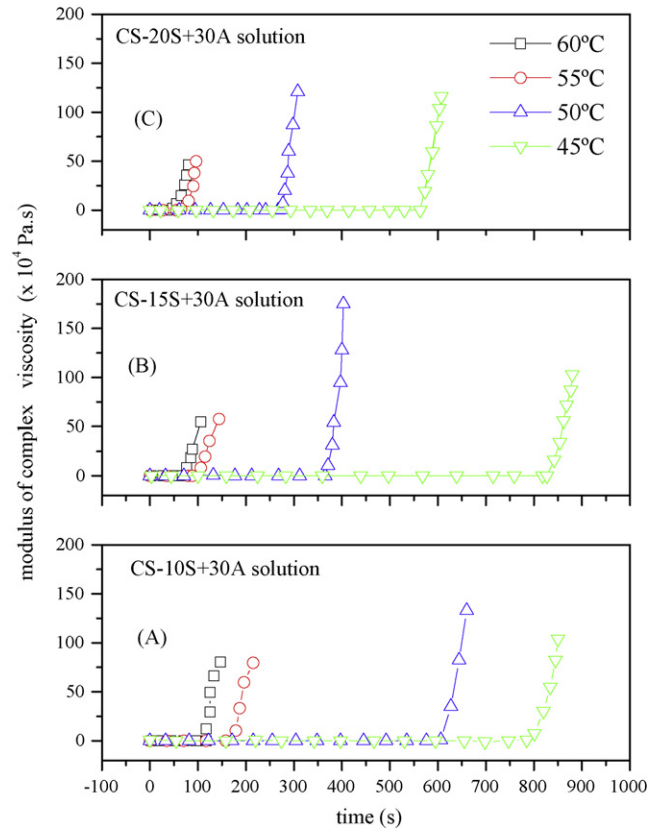 CS-20S+30A solution
(C)
60ºC
55ºC
50ºC
45ºC
200
150
100
50
0
CS-15S+30A solution
(B)
200
150
100
50
0
CS-10S+30A solution
(A)
200
150
100
50
0
-100 0 100 200 300 400 500 600 700 800 900 1000
time (s)
modulus of complex viscosity (x 10⁴ Pa.s)